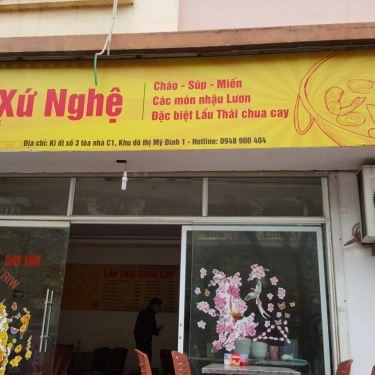 Xứ Nghệ
Cháo - Súp - Miến
Các món nhậu Lươn
Đặc biệt Lẩu Thái chua cay
Địa chỉ: Ki ốt số 3 tòa nhà C1, Khu đô thị Mỹ Đình 1 - Hotline: 0948 900 404
LẨU THÁI CHUA CAY